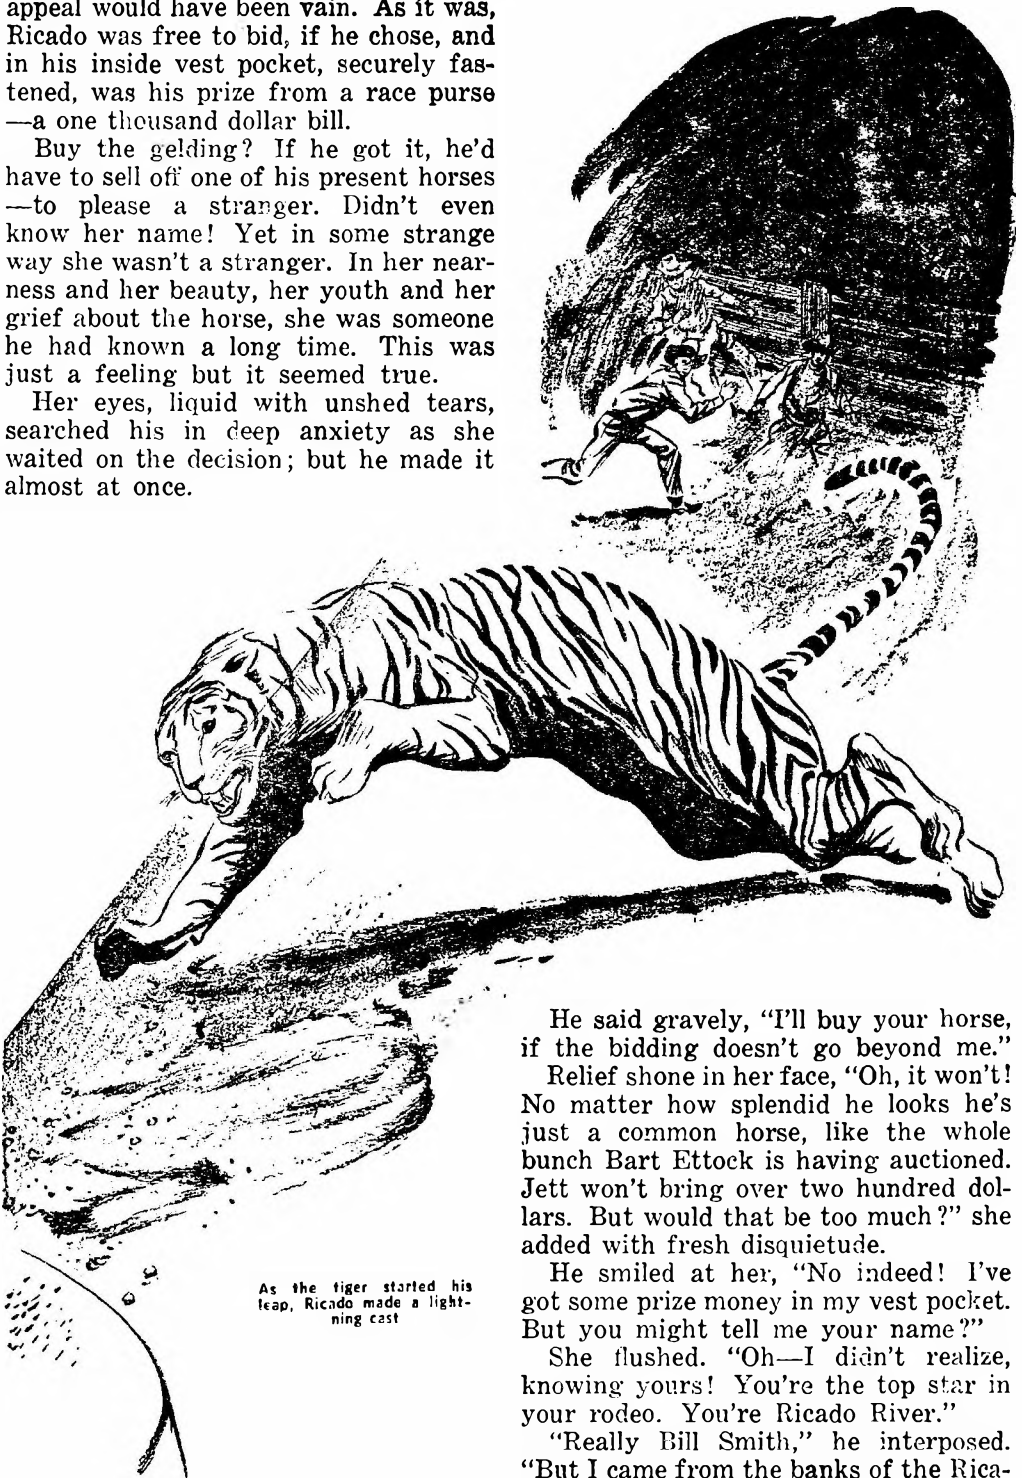 appeal would have been vain. As it was,
Ricado was free to bid, if he chose, and
in his inside vest pocket, securely fas-
tened, was his prize from a race purse
—a one thousand dollar bill.
Buy the gelding? If he got it, he'd
have to sell off one of his present horses
—to please a stranger. Didn't even
know her name! Yet in some strange
way she wasn't a stranger. In her near-
ness and her beauty, her youth and her
grief about the horse, she was someone
he had known a long time. This was
just a feeling but it seemed true.
Her eyes, liquid with unshed tears,
searched his in deep anxiety as she
waited on the decision; but he made it
almost at once.
As the tiger started his
leap, Ricado made a light-
ning cast
He said gravely, "I'll buy your horse,
if the bidding doesn't go beyond me."
Relief shone in her face, "Oh, it won't!
No matter how splendid he looks he's
just a common horse, like the whole
bunch Bart Ettock is having auctioned.
Jett won't bring over two hundred dol-
lars. But would that be too much?" she
added with fresh disquietude.
He smiled at her, "No indeed! I've
got some prize money in my vest pocket.
But you might tell me your name?"
She flushed. "Oh—I didn't realize,
knowing yours! You're the top star in
your rodeo. You're Ricado River."
"Really Bill Smith," he interposed.
"But I came from the banks of the Rica-